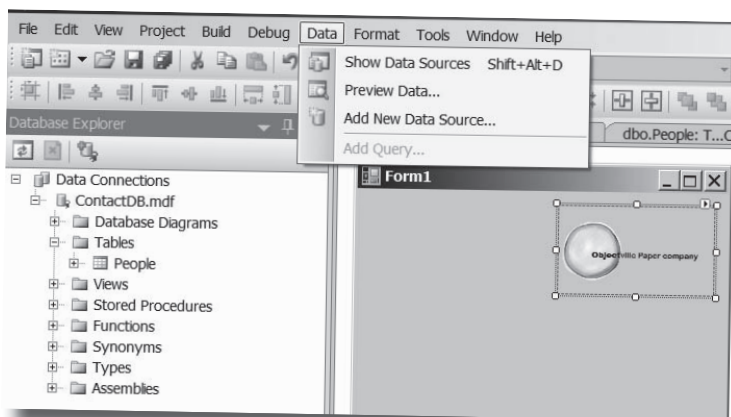 File Edit View Project Build Debug Data Format Tools Window Help
Show Data Sources Shift+Alt+D
Preview Data...
Add New Data Source...
Add Query...
Database Explorer
dbo.People: T...C
Data Connections
ContactDB.mdf
Database Diagrams
Tables
People
Views
Stored Procedures
Functions
Synonyms
Types
Assemblies
Form1
Objectville Paper company